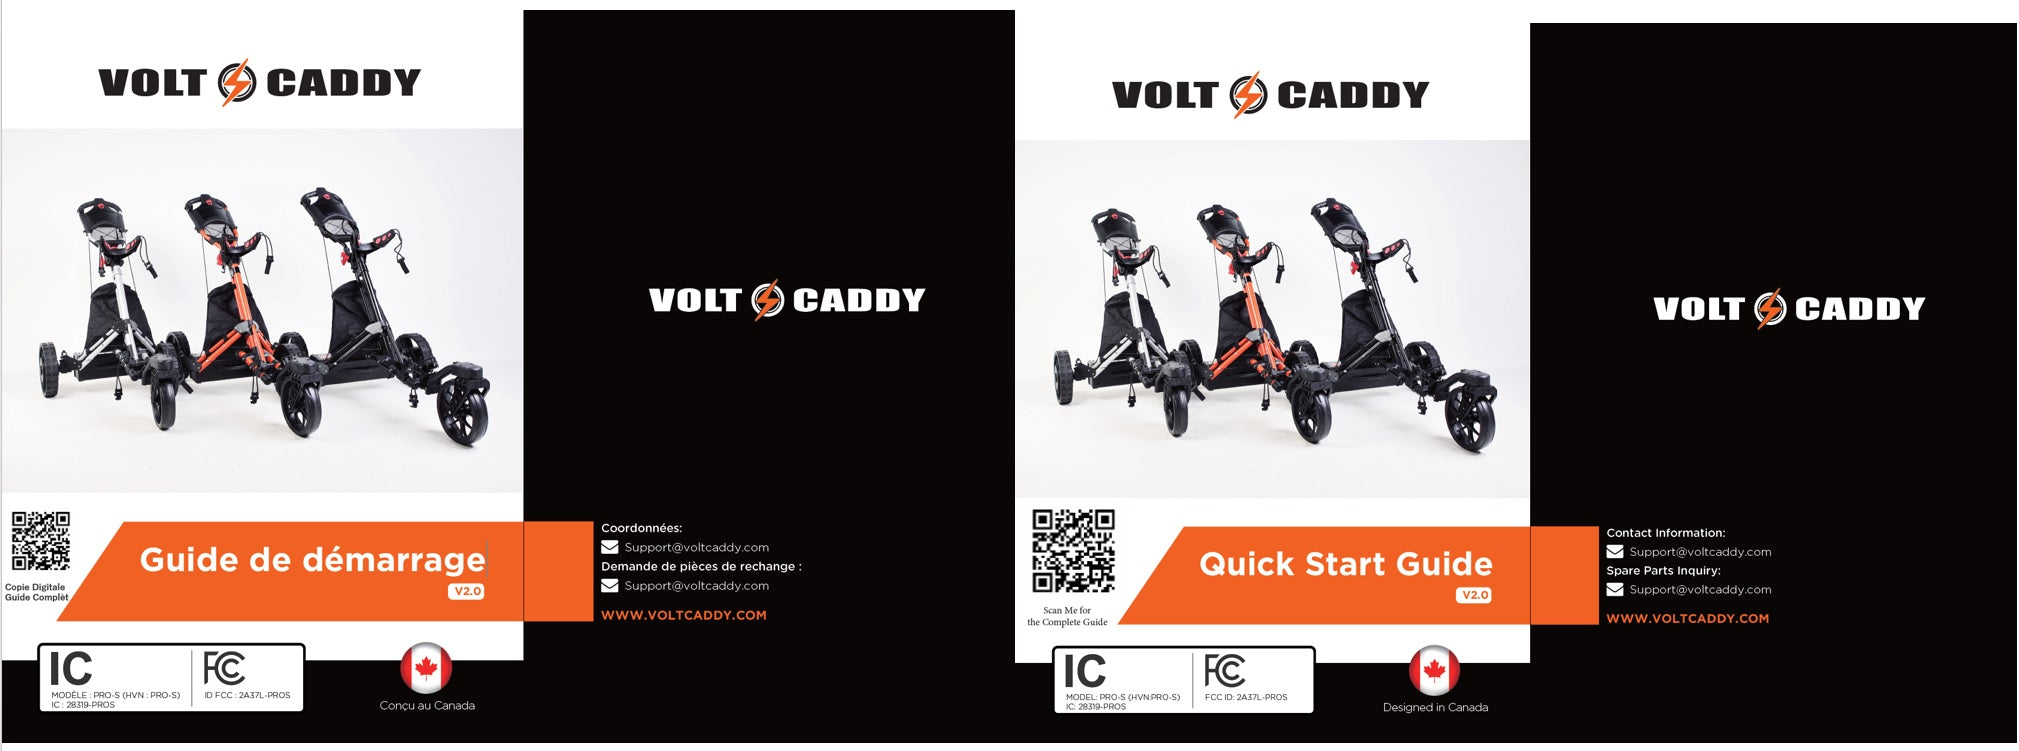 VOLT CADDY
Copie Digitale
Guide Complèt
Guide de démarrage
V2.0
IC
MODÈLE : PRO-S (HVN : PRO-S)
IC : 28319-PROS
FCC
ID FCC : 2A37L-PROS
Conçu au Canada
VOLT CADDY
Coordonnées:
Support@voltcaddy.com
Demande de pièces de rechange :
Support@voltcaddy.com
WWW.VOLTCADDY.COM
VOLT CADDY
Scan Me for
the Complete Guide
Quick Start Guide
V2.0
IC
MODEL: PRO-S (HVN:PRO-S)
IC: 28319-PROS
FCC
FCC ID: 2A37L-PROS
Designed in Canada
VOLT CADDY
Contact Information:
Support@voltcaddy.com
Spare Parts Inquiry:
Support@voltcaddy.com
WWW.VOLTCADDY.COM